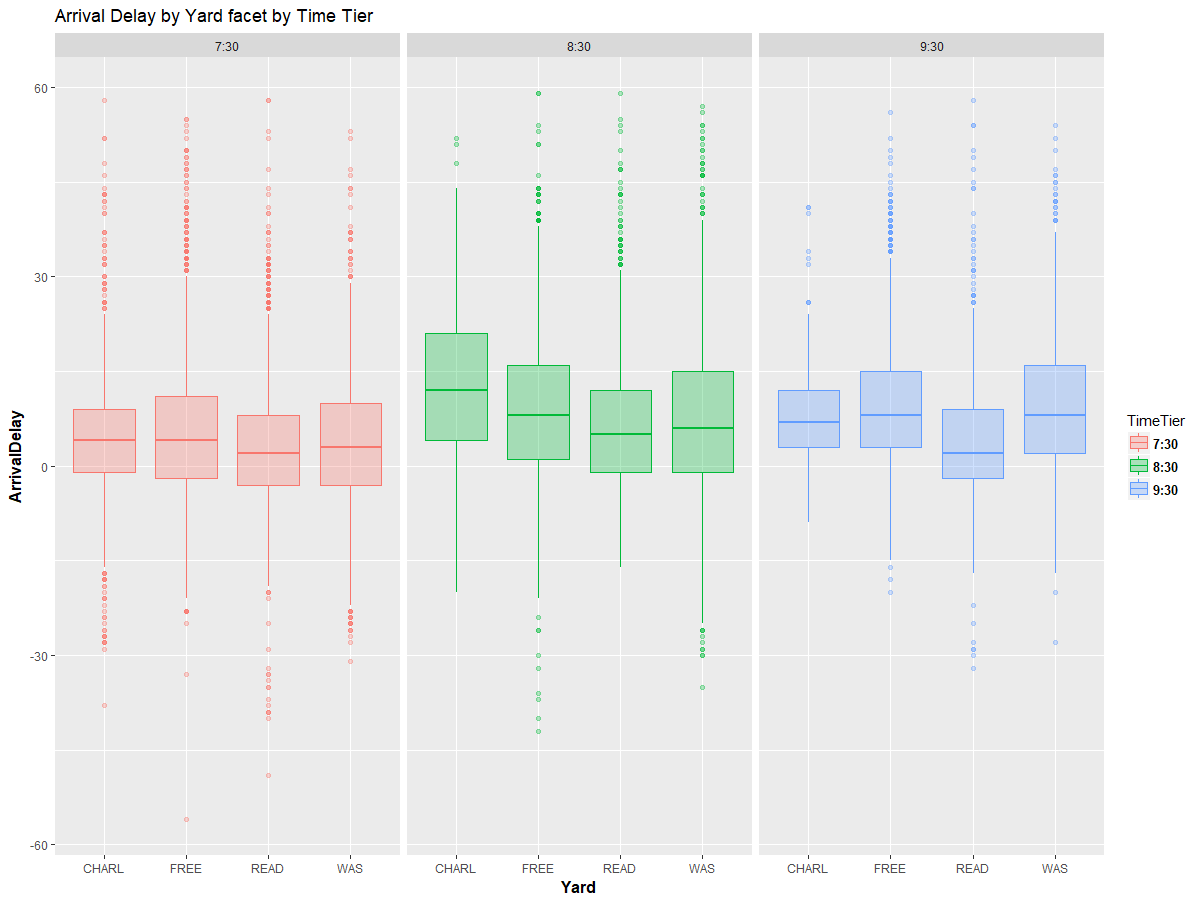 Arrival Delay by Yard facet by Time Tier
7:30 8:30 9:30
60
30
0
-30
-60
ArrivalDelay
CHARL FREE READ WAS CHARL FREE READ WAS CHARL FREE READ WAS
Yard
TimeTier
7:30
8:30
9:30